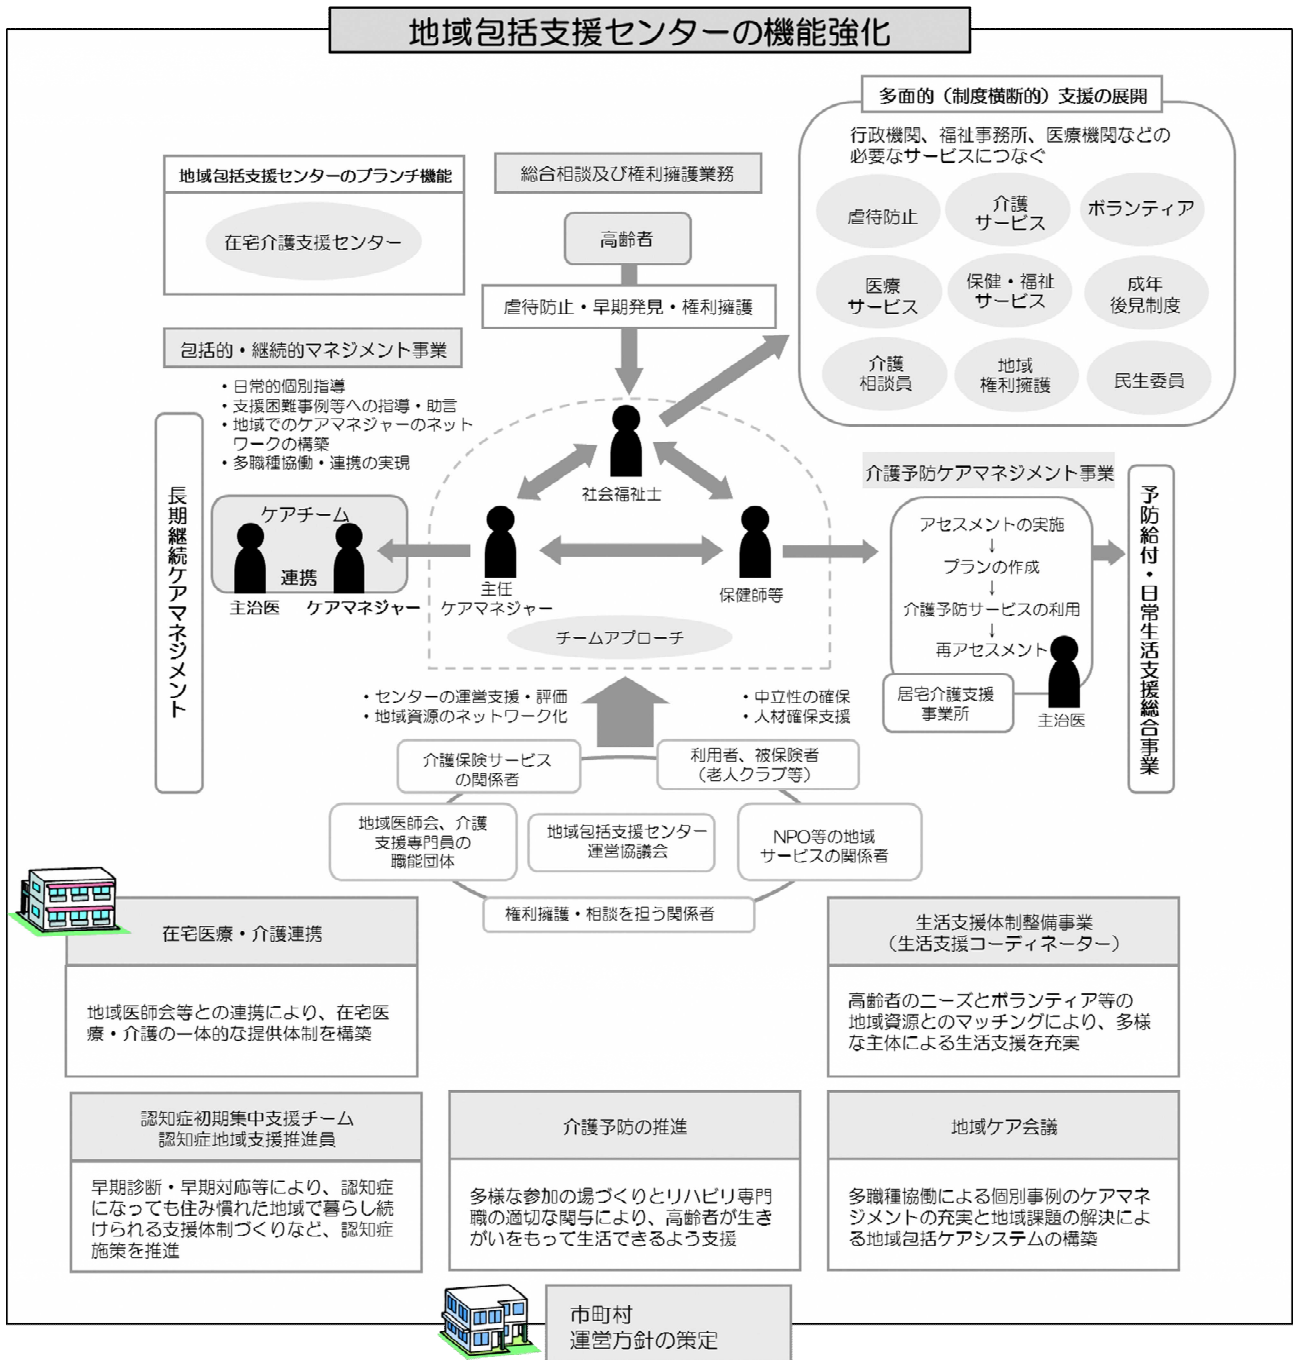 地域包括支援センターの機能強化
多面的（制度横断的）支援の展開
行政機関、福祉事務所、医療機関などの
必要なサービスにつなぐ
虐待防止
介護
サービス
ボランティア
医療
サービス
保健・福祉
サービス
成年
後見制度
介護
相談員
地域
権利擁護
民生委員
地域包括支援センターのブランチ機能
在宅介護支援センター
総合相談及び権利擁護業務
高齢者
虐待防止・早期発見・権利擁護
包括的・継続的マネジメント事業
・日常的個別指導
・支援困難事例等への指導・助言
・地域でのケアマネジャーのネット
ワークの構築
・多職種協働・連携の実現
長期継続ケアマネジメント
ケアチーム
連携
主治医
ケアマネジャー
社会福祉士
主任
ケアマネジャー
保健師等
チームアプローチ
介護予防ケアマネジメント事業
アセスメントの実施
↓
プランの作成
↓
介護予防サービスの利用
↓
再アセスメント
居宅介護支援
事業所
主治医
予防給付・日常生活支援総合事業
・センターの運営支援・評価
・地域資源のネットワーク化
・中立性の確保
・人材確保支援
介護保険サービス
の関係者
利用者、被保険者
（老人クラブ等）
地域医師会、介護
支援専門員の
職能団体
地域包括支援センター
運営協議会
NPO等の地域
サービスの関係者
権利擁護・相談を担う関係者
在宅医療・介護連携
地域医師会等との連携により、在宅医
療・介護の一体的な提供体制を構築
生活支援体制整備事業
（生活支援コーディネーター）
高齢者のニーズとボランティア等の
地域資源とのマッチングにより、多様
な主体による生活支援を充実
認知症初期集中支援チーム
認知症地域支援推進員
早期診断・早期対応等により、認知症
になっても住み慣れた地域で暮らし続
けられる支援体制づくりなど、認知症
施策を推進
介護予防の推進
多様な参加の場づくりとリハビリ専門
職の適切な関与により、高齢者が生き
がいをもって生活できるよう支援
地域ケア会議
多職種協働による個別事例のケアマネ
ジメントの充実と地域課題の解決によ
る地域包括ケアシステムの構築
市町村
運営方針の策定